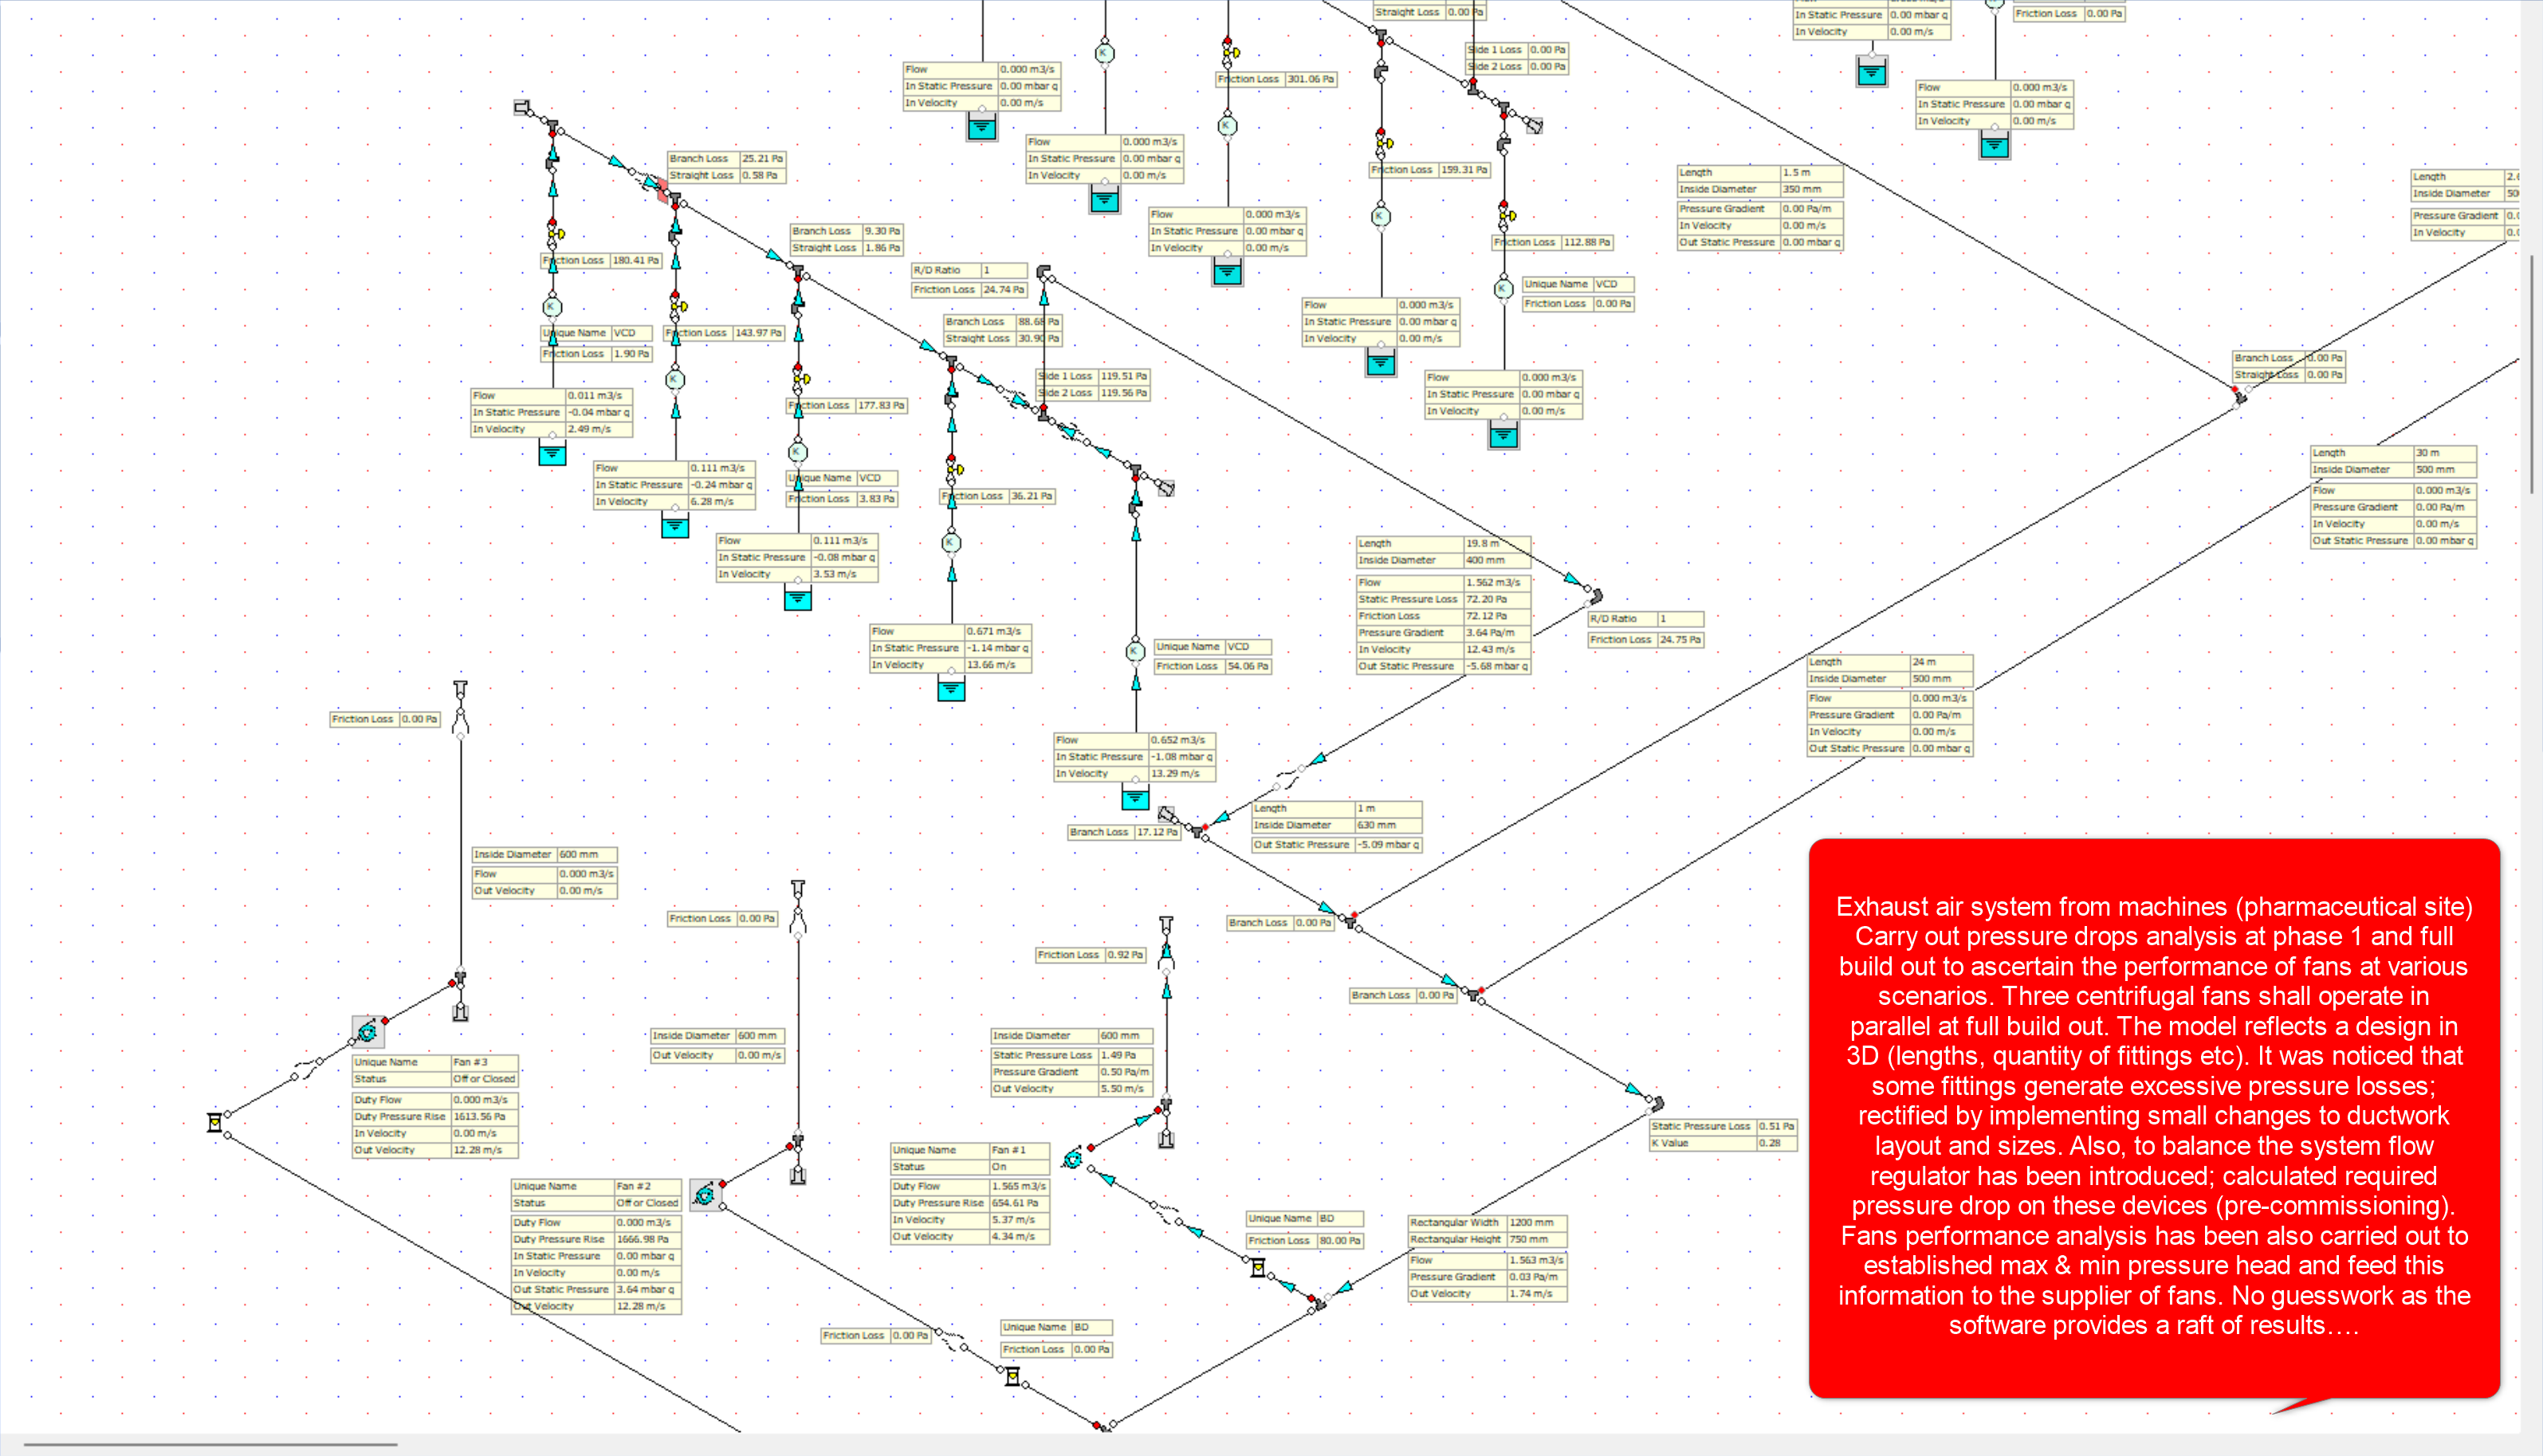 Straight Loss 0.00 Pa
In Static Pressure 0.00 mbar g
In Velocity 0.00 m/s
Friction Loss 0.00 Pa
Side 1 Loss 0.00 Pa
Side 2 Loss 0.00 Pa
Flow 0.000 m3/s
In Static Pressure 0.00 mbar g
In Velocity 0.00 m/s
Friction Loss 301.06 Pa
Flow 0.000 m3/s
In Static Pressure 0.00 mbar g
In Velocity 0.00 m/s
Flow 0.000 m3/s
In Static Pressure 0.00 mbar g
In Velocity 0.00 m/s
Branch Loss 25.21 Pa
Straight Loss 0.58 Pa
Friction Loss 159.31 Pa
Length 1.5 m
Inside Diameter 350 mm
Pressure Gradient 0.00 Pa/m
In Velocity 0.00 m/s
Out Static Pressure 0.00 mbar g
Length
Inside Diameter
Pressure Gradient
In Velocity
Flow 0.000 m3/s
In Static Pressure 0.00 mbar g
In Velocity 0.00 m/s
Branch Loss 9.30 Pa
Straight Loss 1.86 Pa
Friction Loss 112.88 Pa
Friction Loss 180.41 Pa
R/D Ratio 1
Friction Loss 24.74 Pa
Unique Name VCD
Friction Loss 0.00 Pa
Flow 0.000 m3/s
In Static Pressure 0.00 mbar g
In Velocity 0.00 m/s
Branch Loss 88.68 Pa
Straight Loss 30.90 Pa
Unique Name VCD
Friction Loss 1.90 Pa
Friction Loss 143.97 Pa
Branch Loss 0.00 Pa
Straight Loss 0.00 Pa
Side 1 Loss 119.51 Pa
Side 2 Loss 119.56 Pa
Flow 0.000 m3/s
In Static Pressure 0.00 mbar g
In Velocity 0.00 m/s
Flow 0.011 m3/s
In Static Pressure -0.04 mbar g
In Velocity 2.49 m/s
Friction Loss 177.83 Pa
Length 30 m
Inside Diameter 500 mm
Flow 0.000 m3/s
Pressure Gradient 0.00 Pa/m
In Velocity 0.00 m/s
Out Static Pressure 0.00 mbar g
Flow 0.111 m3/s
In Static Pressure -0.24 mbar g
In Velocity 6.28 m/s
Unique Name VCD
Friction Loss 3.83 Pa
Friction Loss 36.21 Pa
Flow 0.111 m3/s
In Static Pressure -0.08 mbar g
In Velocity 3.53 m/s
Length 19.8 m
Inside Diameter 400 mm
Flow 1.562 m3/s
Static Pressure Loss 72.20 Pa
Friction Loss 72.12 Pa
Pressure Gradient 3.64 Pa/m
In Velocity 12.43 m/s
Out Static Pressure -5.68 mbar g
R/D Ratio 1
Friction Loss 24.75 Pa
Flow 0.671 m3/s
In Static Pressure -1.14 mbar g
In Velocity 13.66 m/s
Unique Name VCD
Friction Loss 54.06 Pa
Length 24 m
Inside Diameter 500 mm
Flow 0.000 m3/s
Pressure Gradient 0.00 Pa/m
In Velocity 0.00 m/s
Out Static Pressure 0.00 mbar g
Friction Loss 0.00 Pa
Flow 0.652 m3/s
In Static Pressure -1.08 mbar g
In Velocity 13.29 m/s
Length 1 m
Inside Diameter 630 mm
Out Static Pressure -5.09 mbar g
Branch Loss 17.12 Pa
Inside Diameter 600 mm
Flow 0.000 m3/s
Out Velocity 0.00 m/s
Friction Loss 0.00 Pa
Branch Loss 0.00 Pa
Friction Loss 0.92 Pa
Branch Loss 0.00 Pa
Inside Diameter 600 mm
Out Velocity 0.00 m/s
Inside Diameter 600 mm
Static Pressure Loss 1.49 Pa
Pressure Gradient 0.50 Pa/m
Out Velocity 5.50 m/s
Unique Name Fan #3
Status Off or Closed
Duty Flow 0.000 m3/s
Duty Pressure Rise 1613.56 Pa
In Velocity 0.00 m/s
Out Velocity 12.28 m/s
Static Pressure Loss 0.51 Pa
K Value 0.28
Unique Name Fan #1
Status On
Duty Flow 1.565 m3/s
Duty Pressure Rise 654.61 Pa
In Velocity 5.37 m/s
Out Velocity 4.34 m/s
Unique Name Fan #2
Status Off or Closed
Duty Flow 0.000 m3/s
Duty Pressure Rise 1666.98 Pa
In Static Pressure 0.00 mbar g
In Velocity 0.00 m/s
Out Static Pressure 3.64 mbar g
Out Velocity 12.28 m/s
Unique Name BD
Friction Loss 80.00 Pa
Rectangular Width 1200 mm
Rectangular Height 750 mm
Flow 1.563 m3/s
Pressure Gradient 0.03 Pa/m
Out Velocity 1.74 m/s
Friction Loss 0.00 Pa
Unique Name BD
Friction Loss 0.00 Pa
K
K
K
K
K
K
K
K
K
K
Exhaust air system from machines (pharmaceutical site)
Carry out pressure drops analysis at phase 1 and full
build out to ascertain the performance of fans at various
scenarios. Three centrifugal fans shall operate in
parallel at full build out. The model reflects a design in
3D (lengths, quantity of fittings etc). It was noticed that
some fittings generate excessive pressure losses;
rectified by implementing small changes to ductwork
layout and sizes. Also, to balance the system flow
regulator has been introduced; calculated required
pressure drop on these devices (pre-commissioning).
Fans performance analysis has been also carried out to
established max & min pressure head and feed this
information to the supplier of fans. No guesswork as the
software provides a raft of results….